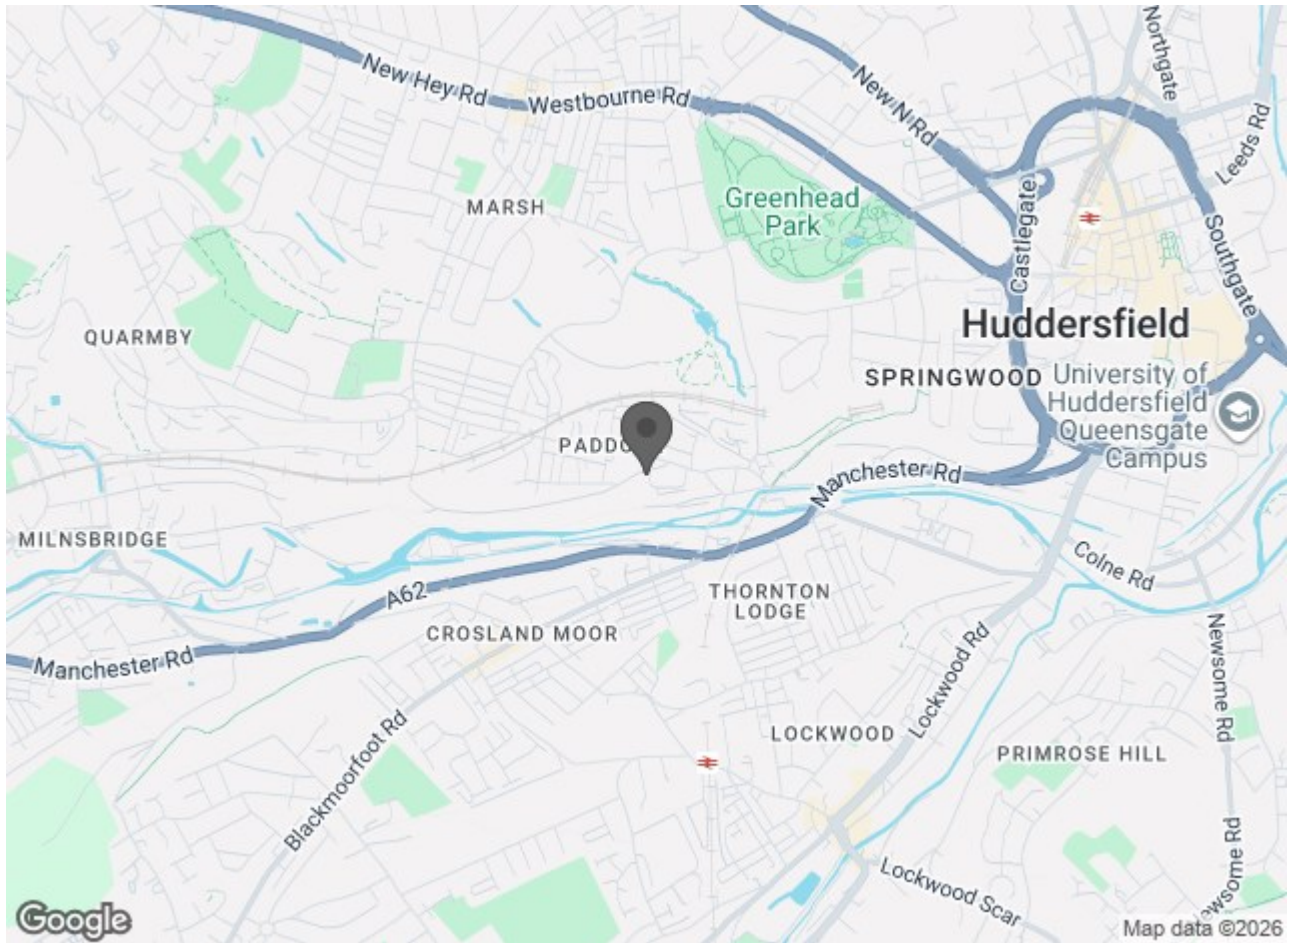 Northgate
New Hey Rd
Westbourne Rd
New N Rd
Leeds Rd
Greenhead
Park
MARSH
Castlegate
Southgate
QUARMBY
Huddersfield
SPRINGWOOD
University of
Huddersfield
Queensgate
Campus
PADDO
Manchester Rd
MILNSBRIDGE
Colne Rd
A62
THORNTON
LODGE
CROSLAND MOOR
Manchester Rd
Newsome Rd
Lockwood Rd
LOCKWOOD
PRIMROSE HILL
Blackmoorfoot Rd
ewsome Rd
Lockwood Scar
Google
Map data ©2026